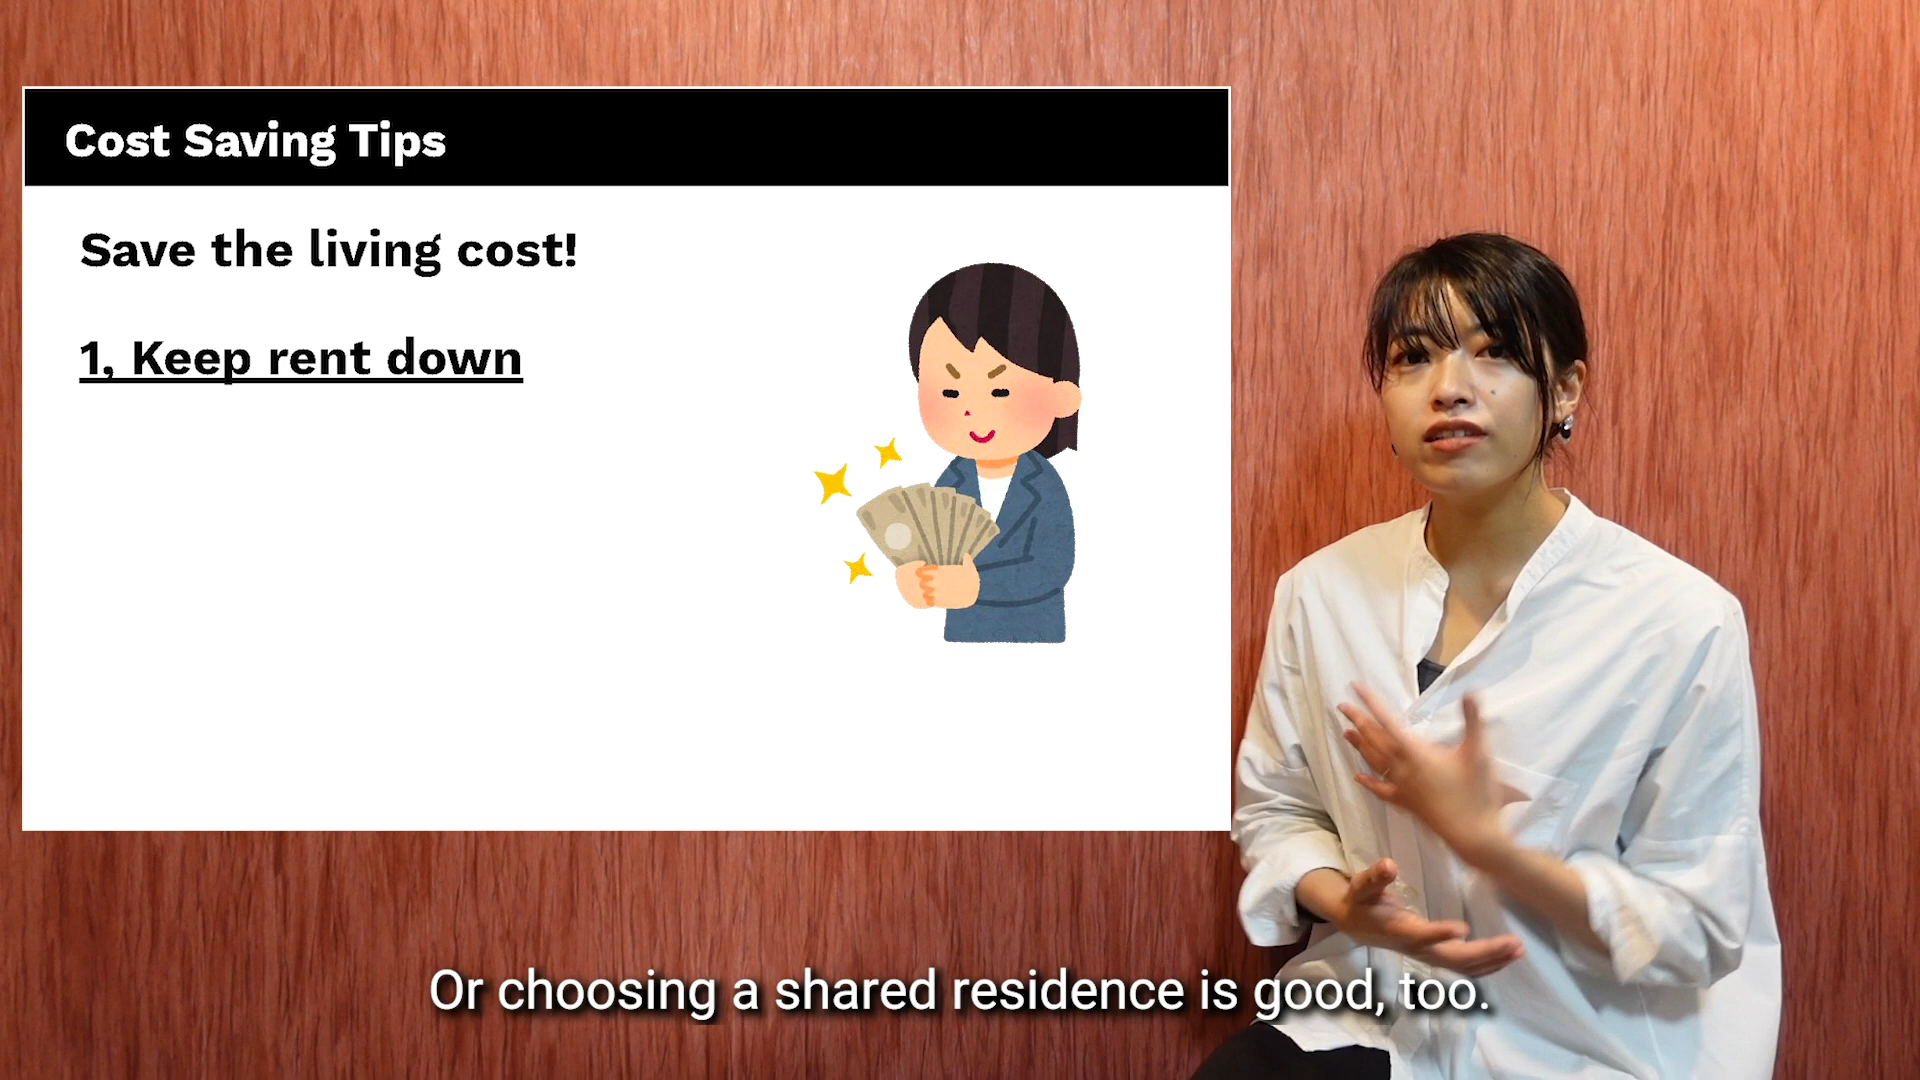 Cost Saving Tips
Save the living cost!
1, Keep rent down
Or choosing a shared residence is good, too.